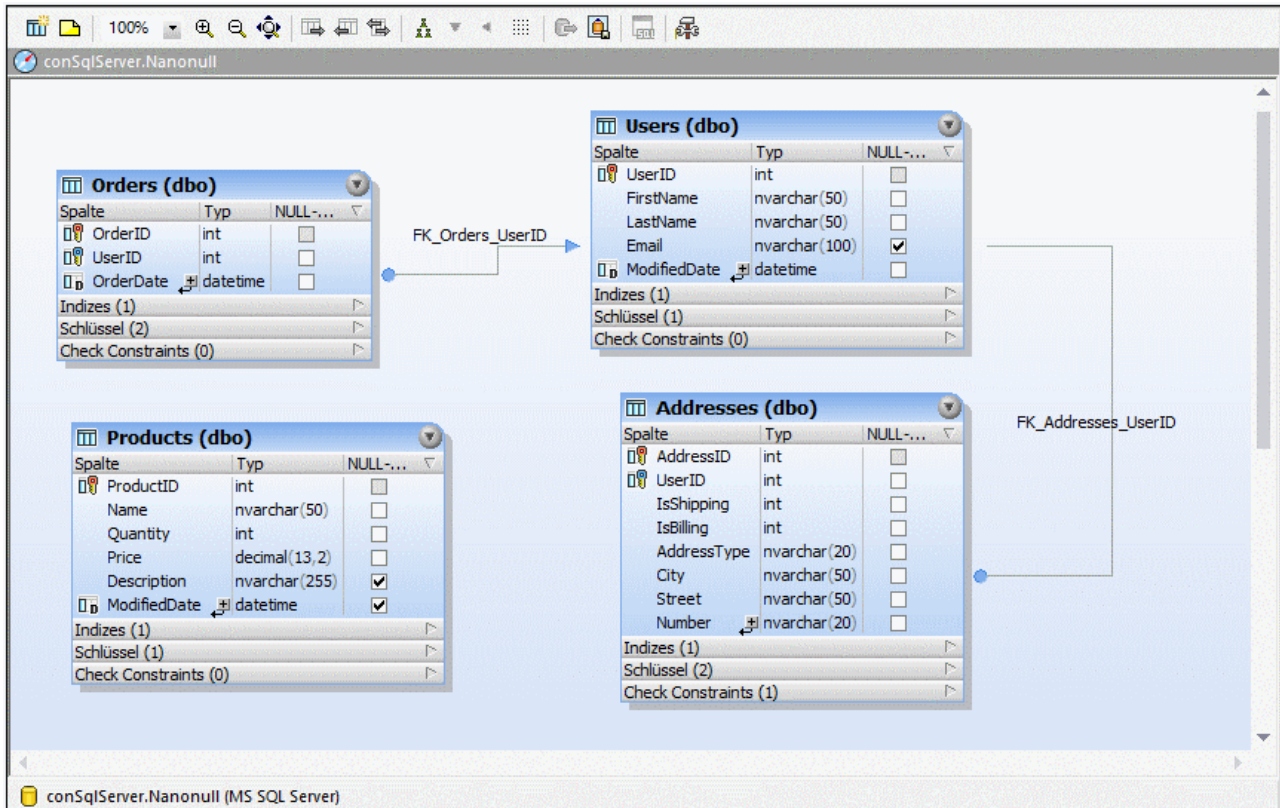 100%
conSqlServer.Nanonull
Orders (dbo)
Spalte Typ NULL-...
OrderID int
UserID int
OrderDate datetime
Indizes (1)
Schlüssel (2)
Check Constraints (0)
FK_Orders_UserID
Users (dbo)
Spalte Typ NULL-...
UserID int
FirstName nvarchar(50)
LastName nvarchar(50)
Email nvarchar(100)
ModifiedDate datetime
Indizes (1)
Schlüssel (1)
Check Constraints (0)
Products (dbo)
Spalte Typ NULL-...
ProductID int
Name nvarchar(50)
Quantity int
Price decimal(13,2)
Description nvarchar(255)
ModifiedDate datetime
Indizes (1)
Schlüssel (1)
Check Constraints (0)
Addresses (dbo)
Spalte Typ NULL-...
AddressID int
UserID int
IsShipping int
IsBilling int
AddressType nvarchar(20)
City nvarchar(50)
Street nvarchar(50)
Number nvarchar(20)
Indizes (1)
Schlüssel (2)
Check Constraints (1)
FK_Addresses_UserID
conSqlServer.Nanonull (MS SQL Server)